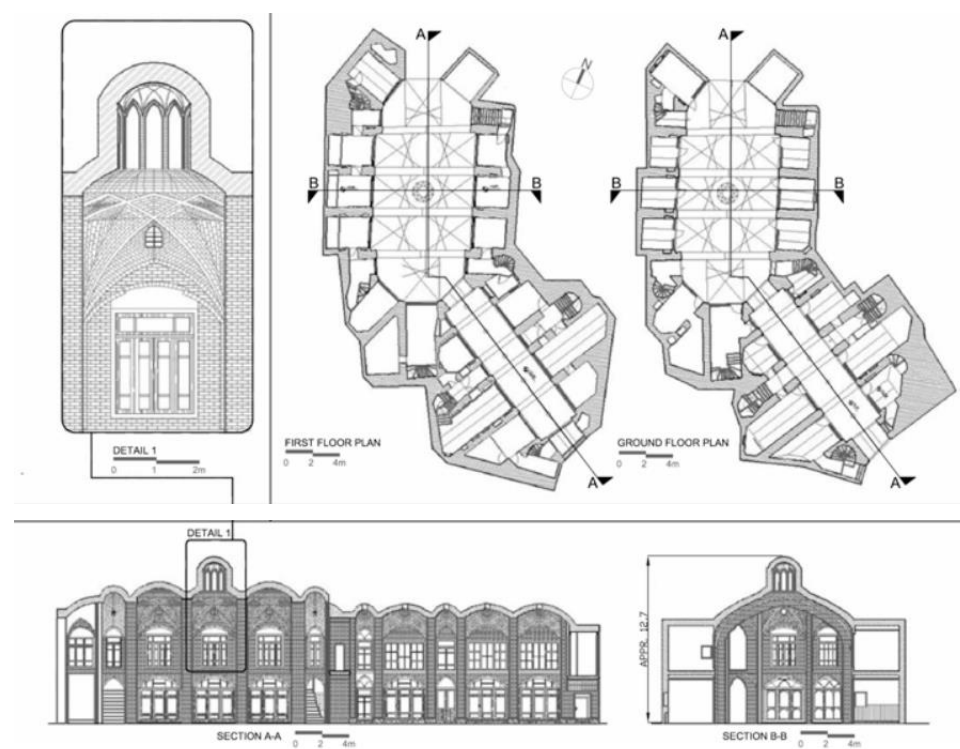 A
A
N
B
B
B
B
DETAIL 1
0 1 2m
FIRST FLOOR PLAN
0 2 4m
GROUND FLOOR PLAN
0 2 4m
A
A
DETAIL 1
APPR. 12.7
SECTION A-A
0 2 4m
SECTION B-B
0 2 4m